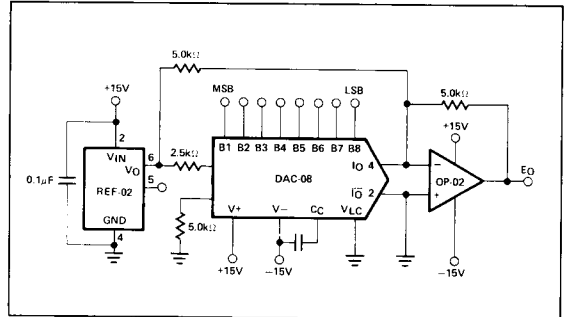 5.0kΩ
+15V
MSB
LSB
5.0kΩ
2
VIN
VO
6
2.5kΩ
B1 B2 B3 B4 B5 B6 B7 B8
+15V
IO 4
−
EO
0.1μF
REF-02
5
DAC-08
OP-02
IO 2
+
GND
V+
V−
CC
VLC
4
5.0kΩ
+15V
−15V
−15V